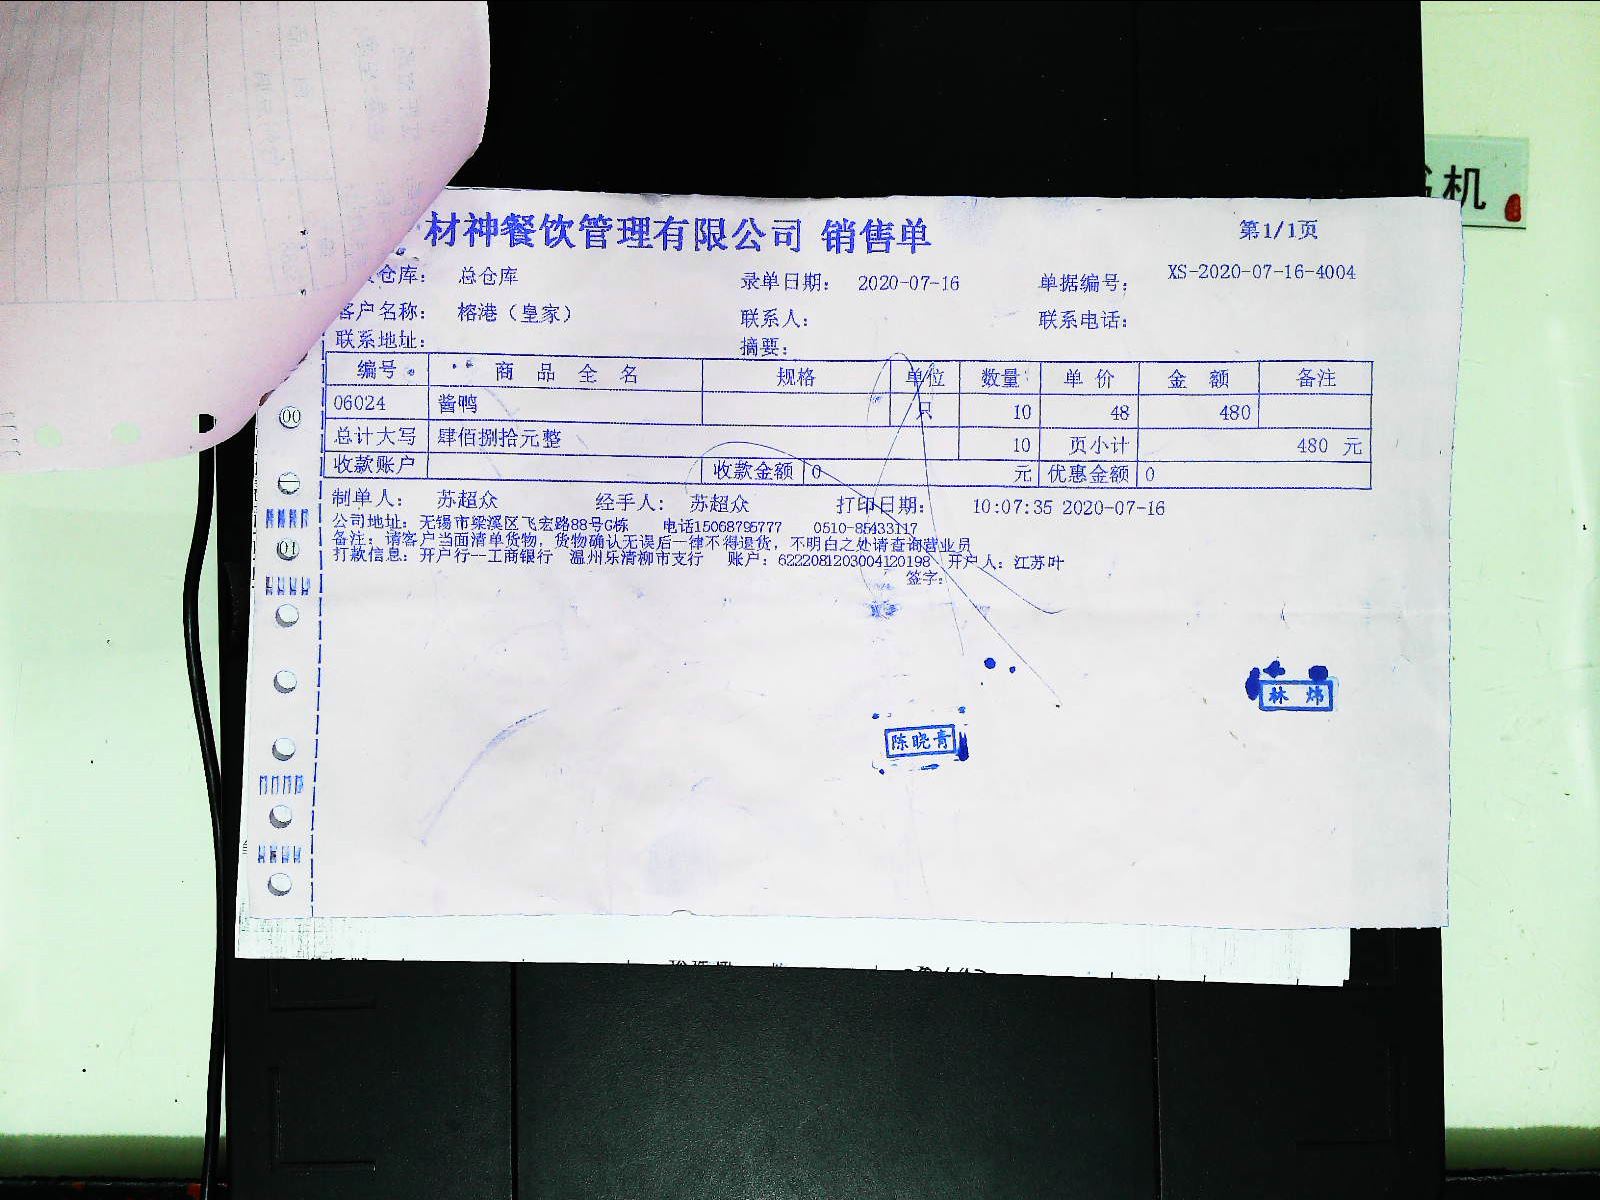 材神餐饮管理有限公司 销售单
第1/1页
仓库： 总仓库 录单日期： 2020-07-16 单据编号： XS-2020-07-16-4004
客户名称： 榕港（皇家） 联系人： 联系电话：
联系地址： 摘要：
编号 商品全名 规格 单位 数量 单价 金额 备注
06024 酱鸭 只 10 48 480
总计大写 肆佰捌拾元整 10 页小计 480 元
收款账户 收款金额 0 元 优惠金额 0
制单人： 苏超众 经手人： 苏超众 打印日期： 10:07:35 2020-07-16
公司地址：无锡市梁溪区飞宏路88号G栋 电话15068795777 0510-85433117
备注：请客户当面清单货物，货物确认无误后一律不得退货，不明白之处请查询营业员
打款信息：开户行--工商银行 温州乐清柳市支行 账户：6222081203004120198 开户人：江苏叶
签字：
林炜
陈晓青
00
01
机